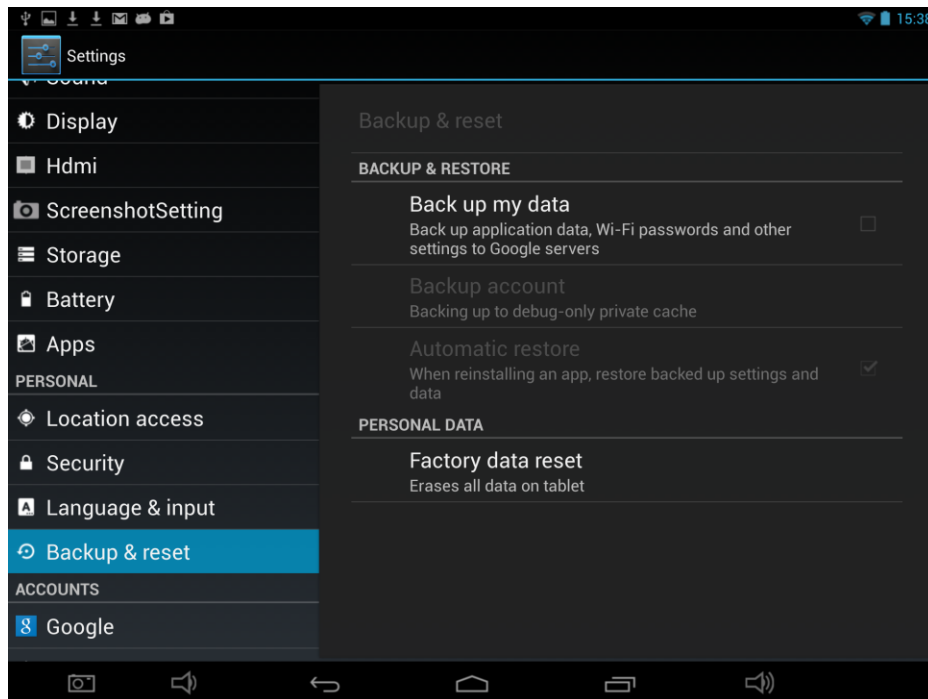 15:38
Settings
Sound
Display
Hdmi
ScreenshotSetting
Storage
Battery
Apps
PERSONAL
Location access
Security
Language & input
Backup & reset
ACCOUNTS
Google
Backup & reset
BACKUP & RESTORE
Back up my data
Back up application data, Wi-Fi passwords and other
settings to Google servers
Backup account
Backing up to debug-only private cache
Automatic restore
When reinstalling an app, restore backed up settings and
data
PERSONAL DATA
Factory data reset
Erases all data on tablet